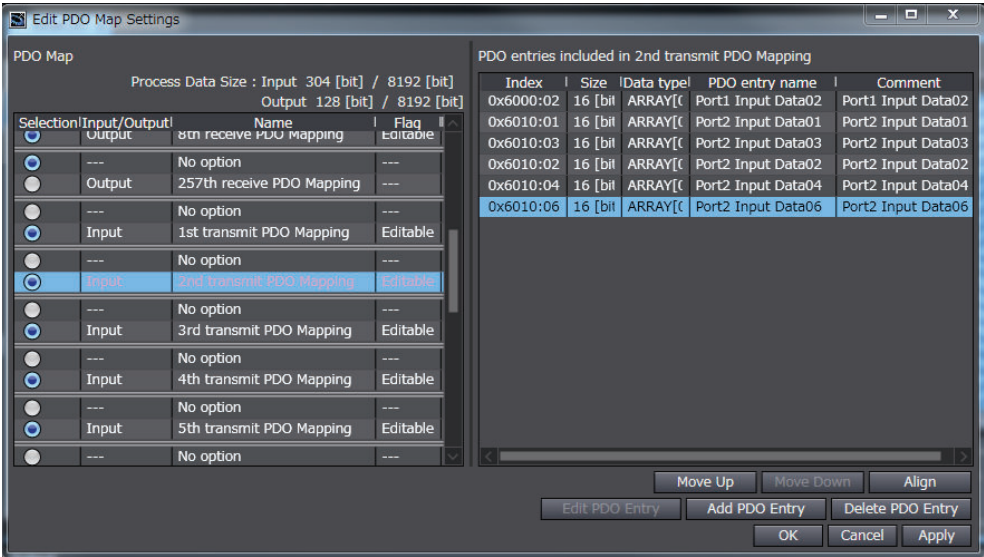 Edit PDO Map Settings
PDO Map
Process Data Size : Input 304 [bit] / 8192 [bit]
Output 128 [bit] / 8192 [bit]
Selection Input/Output Name Flag
Output 8th receive PDO Mapping Editable
--- No option ---
Output 257th receive PDO Mapping ---
--- No option ---
Input 1st transmit PDO Mapping Editable
--- No option ---
Input 2nd transmit PDO Mapping Editable
--- No option ---
Input 3rd transmit PDO Mapping Editable
--- No option ---
Input 4th transmit PDO Mapping Editable
--- No option ---
Input 5th transmit PDO Mapping Editable
--- No option ---
PDO entries included in 2nd transmit PDO Mapping
Index Size Data type PDO entry name Comment
0x6000:02 16 [bit ARRAY[( Port1 Input Data02 Port1 Input Data02
0x6010:01 16 [bit ARRAY[( Port2 Input Data01 Port2 Input Data01
0x6010:03 16 [bit ARRAY[( Port2 Input Data03 Port2 Input Data03
0x6010:02 16 [bit ARRAY[( Port2 Input Data02 Port2 Input Data02
0x6010:04 16 [bit ARRAY[( Port2 Input Data04 Port2 Input Data04
0x6010:06 16 [bit ARRAY[( Port2 Input Data06 Port2 Input Data06
Move Up Move Down Align
Edit PDO Entry Add PDO Entry Delete PDO Entry
OK Cancel Apply